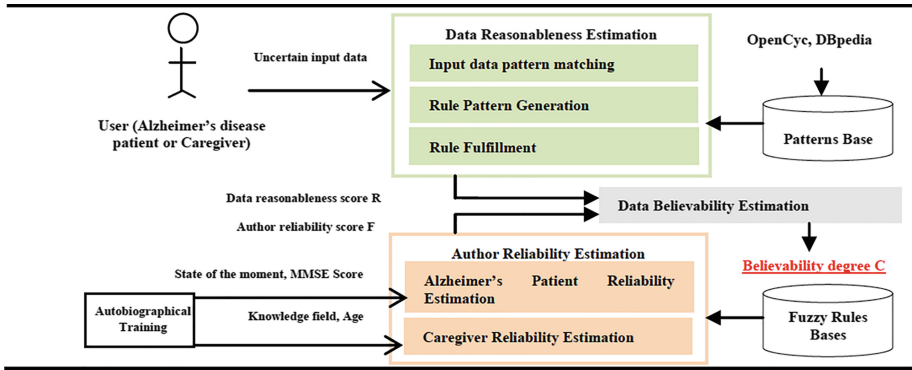 Data Reasonableness Estimation
OpenCyc, DBpedia
Uncertain input data
Input data pattern matching
Rule Pattern Generation
User (Alzheimer's disease
patient or Caregiver)
Patterns Base
Rule Fulfillment
Data reasonableness score R
Data Believability Estimation
Author reliability score F
Author Reliability Estimation
Believability degree C
State of the moment, MMSE Score,
Alzheimer's Patient Reliability
Estimation
Autobiographical
Training
Knowledge field, Age
Fuzzy Rules
Bases
Caregiver Reliability Estimation